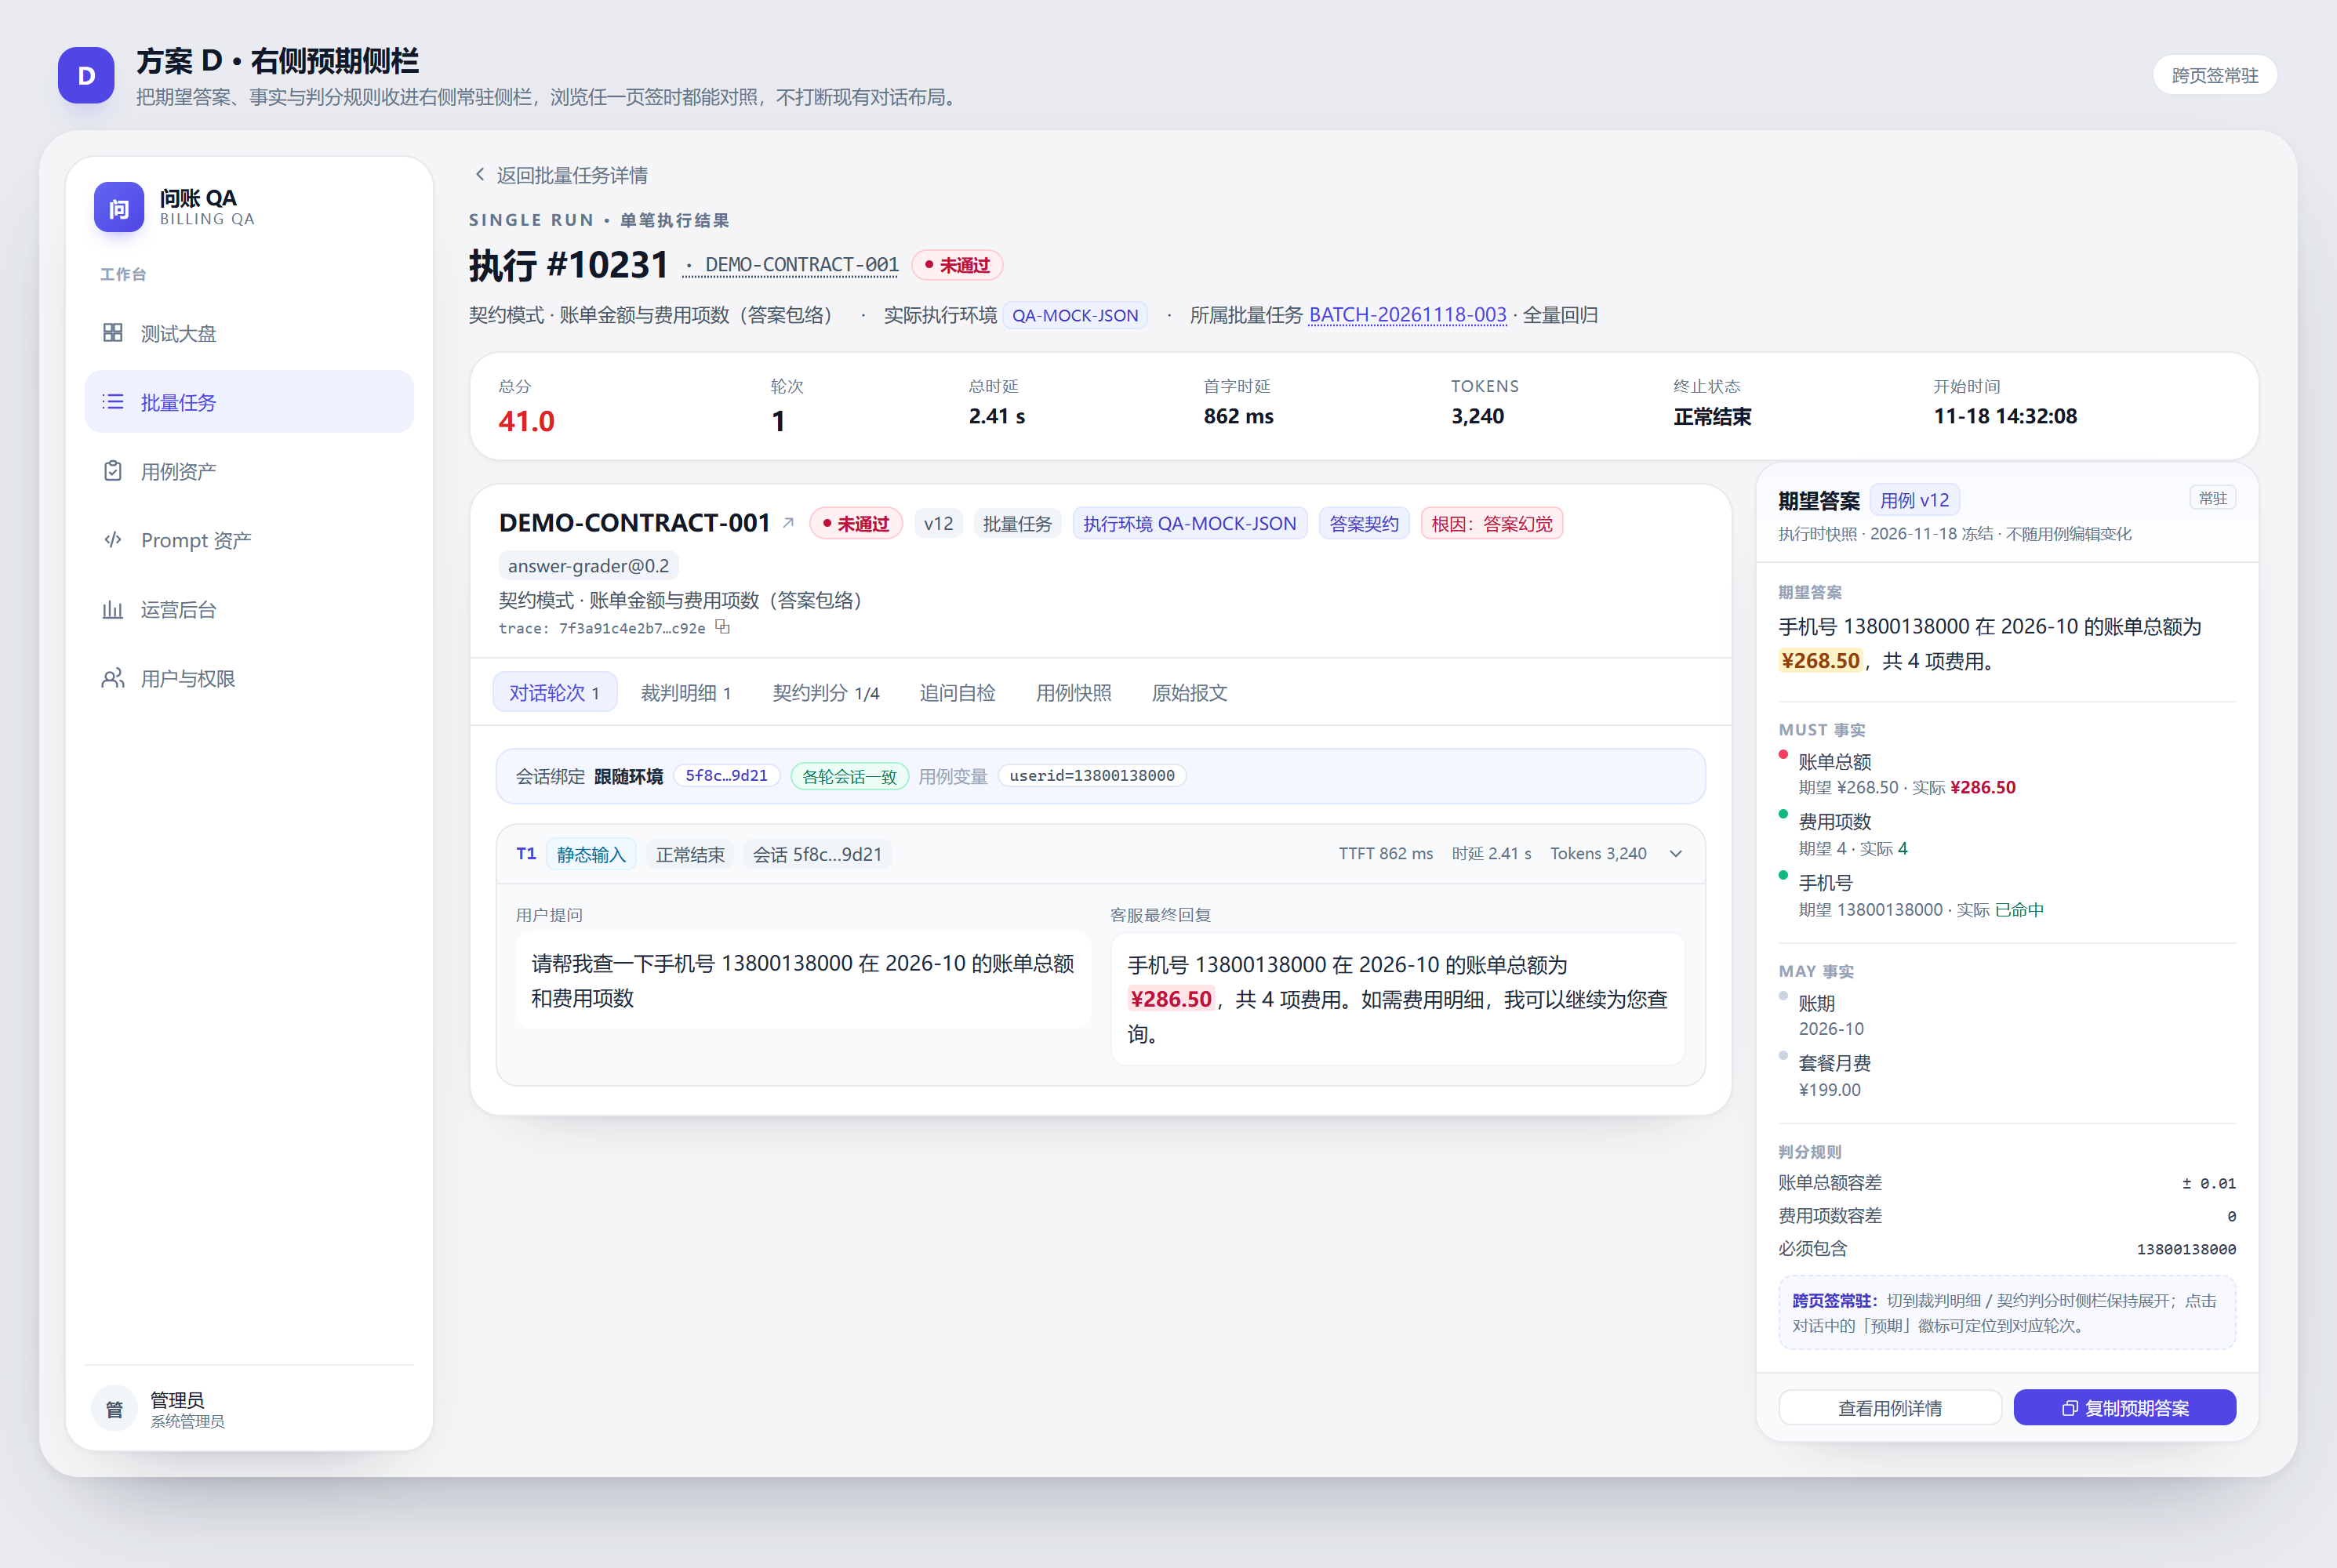 D
方案 D • 右侧预期侧栏
把期望答案、事实与判分规则收进右侧常驻侧栏，浏览任一页签时都能对照，不打断现有对话布局。
跨页签常驻
问
问账 QA
BILLING QA
工作台
测试大盘
批量任务
用例资产
Prompt 资产
运营后台
用户与权限
管
管理员
系统管理员
返回批量任务详情
SINGLE RUN • 单笔执行结果
执行 #10231 · DEMO-CONTRACT-001 未通过
契约模式 · 账单金额与费用项数（答案包络） · 实际执行环境 QA-MOCK-JSON · 所属批量任务 BATCH-20261118-003 · 全量回归
总分 轮次 总时延 首字时延 TOKENS 终止状态 开始时间
41.0 1 2.41 s 862 ms 3,240 正常结束 11-18 14:32:08
DEMO-CONTRACT-001 未通过 v12 批量任务 执行环境 QA-MOCK-JSON 答案契约 根因：答案幻觉
answer-grader@0.2
契约模式 · 账单金额与费用项数（答案包络）
trace: 7f3a91c4e2b7…c92e
对话轮次 1 裁判明细 1 契约判分 1/4 追问自检 用例快照 原始报文
会话绑定 跟随环境 5f8c…9d21 各轮会话一致 用例变量 userid=13800138000
T1 静态输入 正常结束 会话 5f8c…9d21 TTFT 862 ms 时延 2.41 s Tokens 3,240
用户提问
请帮我查一下手机号 13800138000 在 2026-10 的账单总额
和费用项数
客服最终回复
手机号 13800138000 在 2026-10 的账单总额为
¥286.50，共 4 项费用。如需费用明细，我可以继续为您查
询。
期望答案 用例 v12 常驻
执行时快照 · 2026-11-18 冻结 · 不随用例编辑变化
期望答案
手机号 13800138000 在 2026-10 的账单总额为
¥268.50，共 4 项费用。
MUST 事实
账单总额
期望 ¥268.50 · 实际 ¥286.50
费用项数
期望 4 · 实际 4
手机号
期望 13800138000 · 实际 已命中
MAY 事实
账期
2026-10
套餐月费
¥199.00
判分规则
账单总额容差 ± 0.01
费用项数容差 0
必须包含 13800138000
跨页签常驻：切到裁判明细 / 契约判分时侧栏保持展开；点击
对话中的「预期」徽标可定位到对应轮次。
查看用例详情 复制预期答案